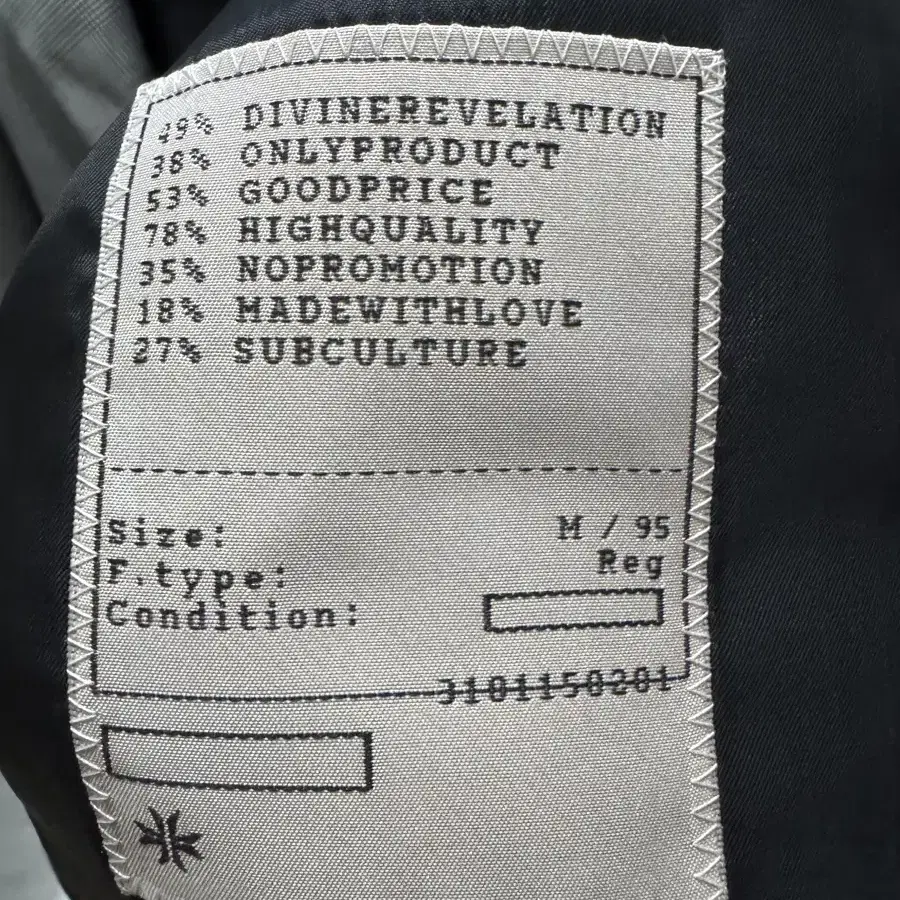 49% DIVINEREVELATION
38% ONLYPRODUCT
53% GOODPRICE
78% HIGHQUALITY
35% NOPROMOTION
18% MADEWITHLOVE
27% SUBCULTURE
Size: M / 95
F.type: Reg
Condition:
3101150201